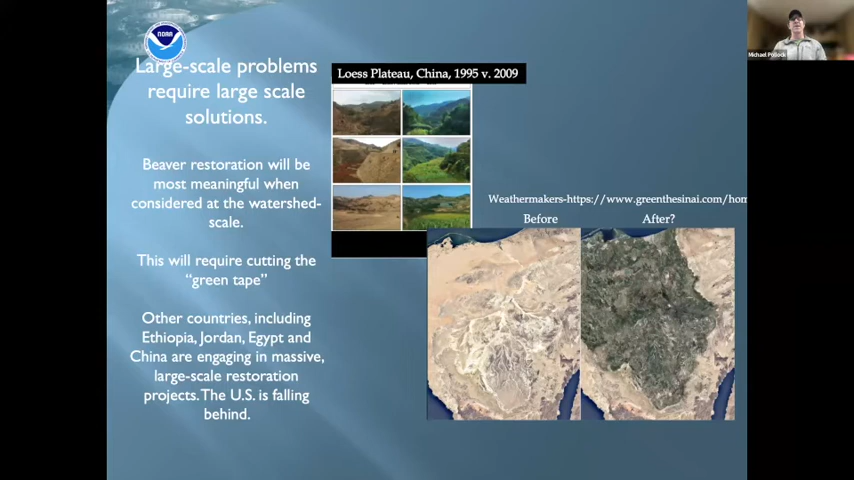 NOAA
Large-scale problems
require large scale
solutions.
Beaver restoration will be
most meaningful when
considered at the watershed-
scale.
This will require cutting the
“green tape”
Other countries, including
Ethiopia, Jordan, Egypt and
China are engaging in massive,
large-scale restoration
projects. The U.S. is falling
behind.
Loess Plateau, China, 1995 v. 2009
Weathermakers-https://www.greenthesinai.com/hom
Before
After?
Michael Pollock